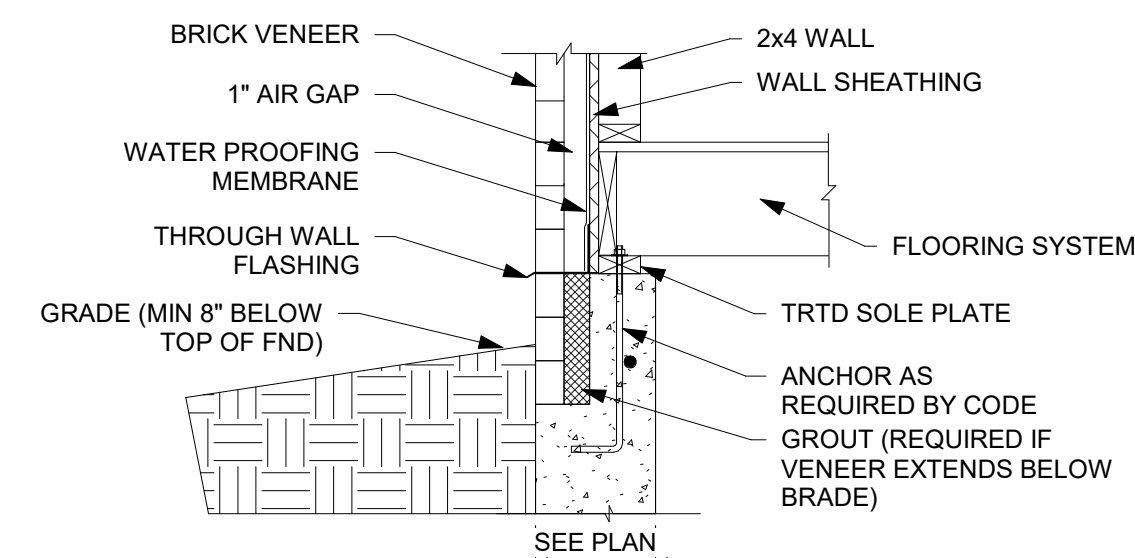 BRICK VENEER
1" AIR GAP
WATER PROOFING
MEMBRANE
THROUGH WALL
FLASHING
GRADE (MIN 8" BELOW
TOP OF FND)
2x4 WALL
WALL SHEATHING
FLOORING SYSTEM
TRTD SOLE PLATE
ANCHOR AS
REQUIRED BY CODE
GROUT (REQUIRED IF
VENEER EXTENDS BELOW
BRADE)
SEE PLAN